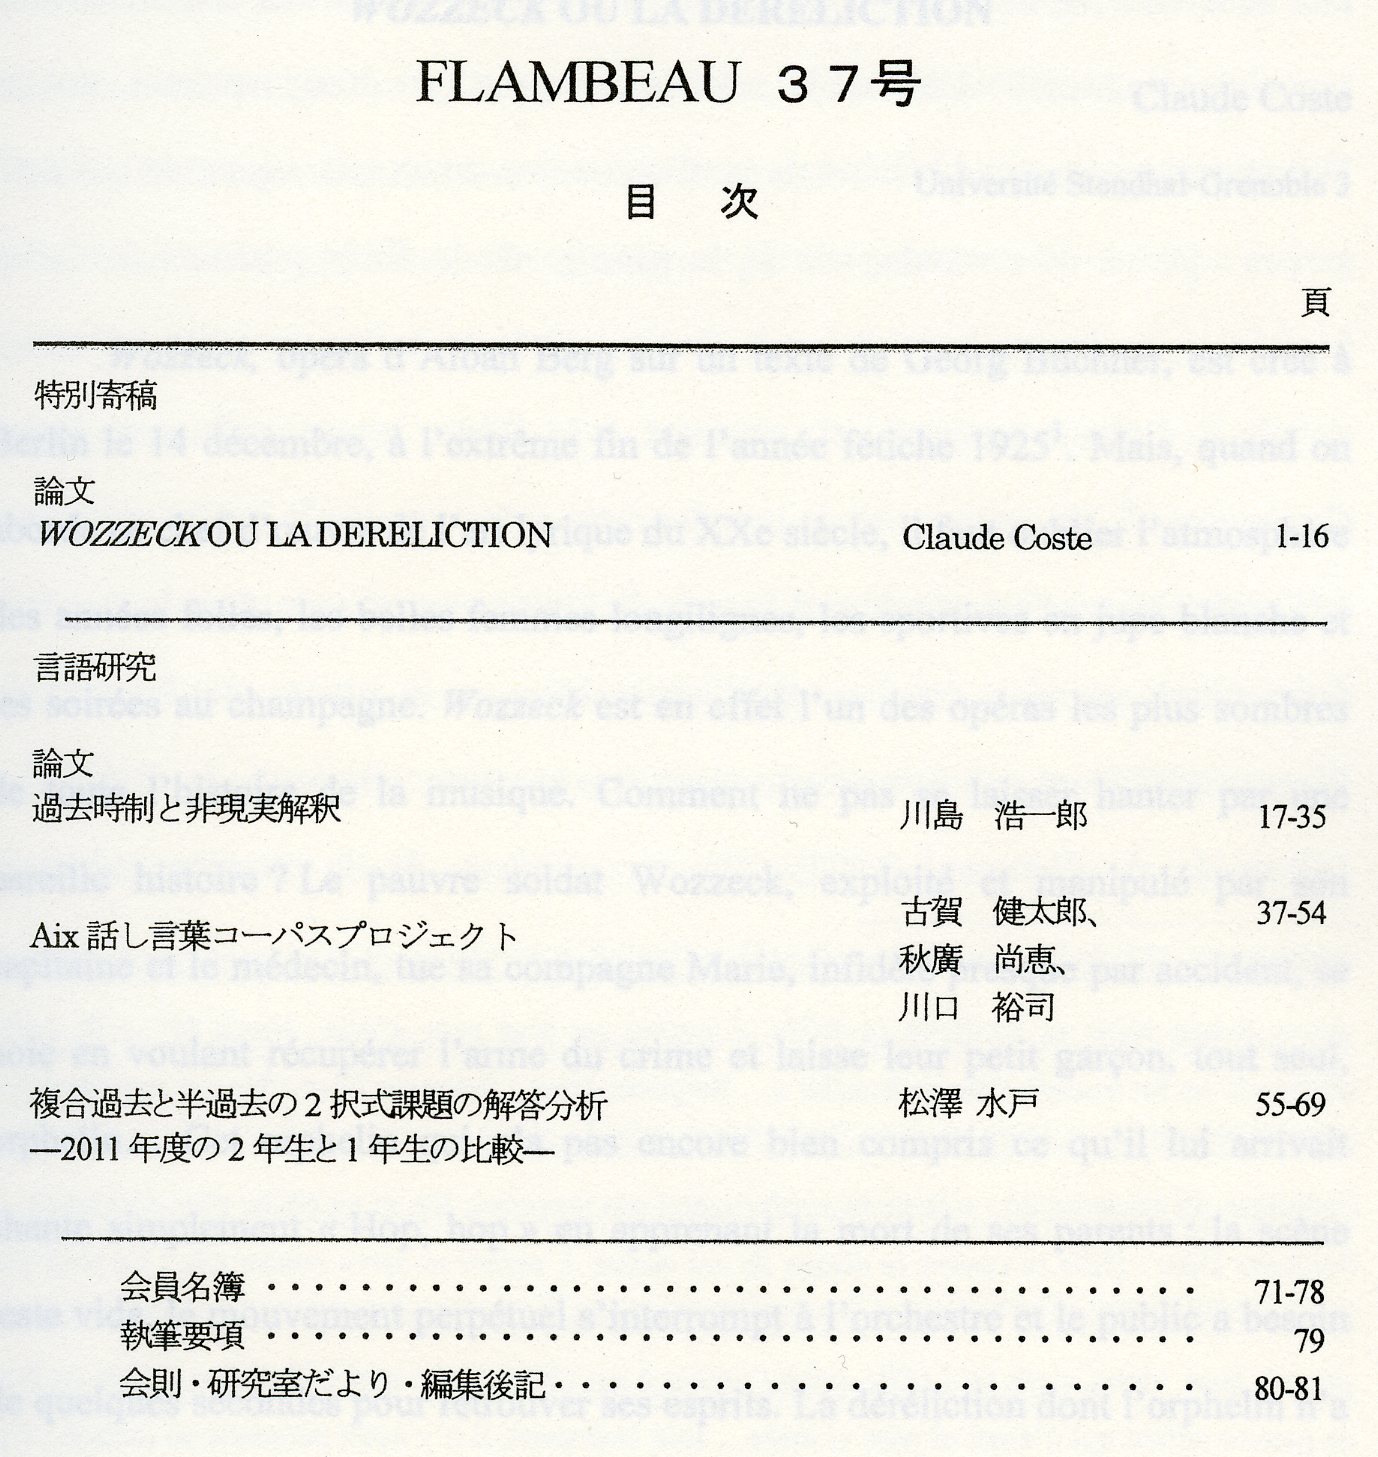 FLAMBEAU ３７号
目 次
頁
特別寄稿
論文
WOZZECK OU LA DERELICTION Claude Coste 1-16
言語研究
論文
過去時制と非現実解釈 川島 浩一郎 17-35
Aix 話し言葉コーパスプロジェクト 古賀 健太郎、 37-54
秋廣 尚恵、
川口 裕司
複合過去と半過去の 2 択式課題の解答分析 松澤 水戸 55-69
―2011 年度の 2 年生と 1 年生の比較―
会員名簿 ・・・・・・・・・・・・・・・・・・・・・・・・・・・・・・・・・・・ 71-78
執筆要項 ・・・・・・・・・・・・・・・・・・・・・・・・・・・・・・・・・・・ 79
会則・研究室だより・編集後記・・・・・・・・・・・・・・・・・・・・・・・・ 80-81